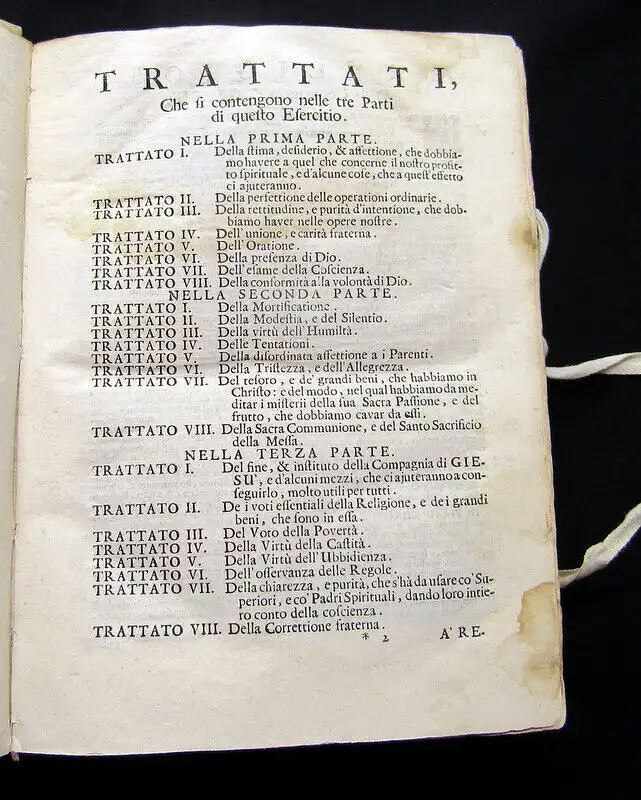 TRATTATI,
Che ſi contengono nelle tre Parti
di queſto Eſercitio.
NELLA PRIMA PARTE.
TRATTATO I. Della ſtima, deſiderio, & affettione, che dobbia-
mo havere a quel che concerne il noſtro profit-
to ſpirituale, e d'alcune coſe, che a queſt'effetto
ci ajuteranno.
TRATTATO II. Della perfettione delle operationi ordinarie.
TRATTATO III. Della rettitudine, e purità d'intentione, che dob-
biamo haver nelle opere noſtre.
TRATTATO IV. Dell'unione, e carità fraterna.
TRATTATO V. Dell'Oratione.
TRATTATO VI. Della preſenza di Dio.
TRATTATO VII. Dell'eſame della Coſcienza.
TRATTATO VIII. Della conformità alla volontà di Dio.
NELLA SECONDA PARTE.
TRATTATO I. Della Mortificatione.
TRATTATO II. Della Modeſtia, e del Silentio.
TRATTATO III. Della virtù dell'Humiltà.
TRATTATO IV. Delle Tentationi.
TRATTATO V. Della diſordinata affettione a i Parenti.
TRATTATO VI. Della Triſtezza, e dell'Allegrezza.
TRATTATO VII. Del teſoro, e de' grandi beni, che habbiamo in
Chriſto: e del modo, nel qual habbiamo da me-
ditar i miſterii della ſua Sacra Paſſione, e del
frutto, che dobbiamo cavar da eſſi.
TRATTATO VIII. Della Sacra Communione, e del Santo Sacrificio
della Meſſa.
NELLA TERZA PARTE.
TRATTATO I. Del fine, & inſtituto della Compagnia di GIE-
SU', e d'alcuni mezzi, che ci ajuteranno a con-
ſeguirlo, molto utili per tutti.
TRATTATO II. De i voti eſſentiali della Religione, e de i grandi
beni, che ſono in eſſa.
TRATTATO III. Del Voto della Povertà.
TRATTATO IV. Della Virtù della Caſtità.
TRATTATO V. Della Virtù dell'Ubbidienza.
TRATTATO VI. Dell'oſſervanza delle Regole.
TRATTATO VII. Della chiarezza, e purità, che s'hà da uſare co' Su-
periori, e co' Padri Spirituali, dando loro intie-
ro conto della coſcienza.
TRATTATO VIII. Della Correttione fraterna.
* 2 A' RE-